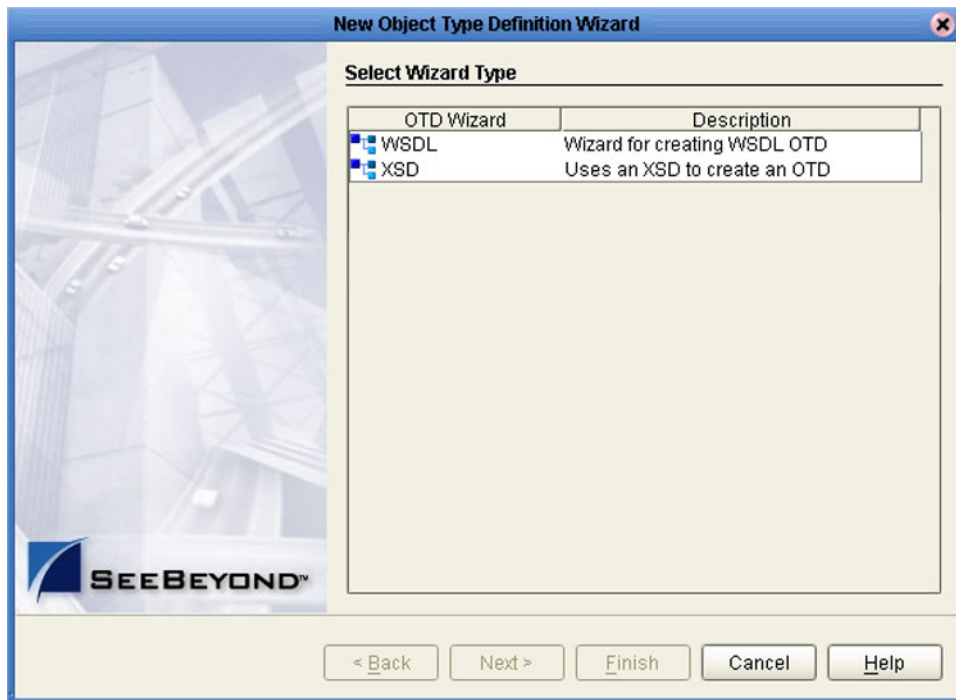 New Object Type Definition Wizard
Select Wizard Type
OTD Wizard Description
WSDL Wizard for creating WSDL OTD
XSD Uses an XSD to create an OTD
SEEBEYOND™
< Back Next > Finish Cancel Help